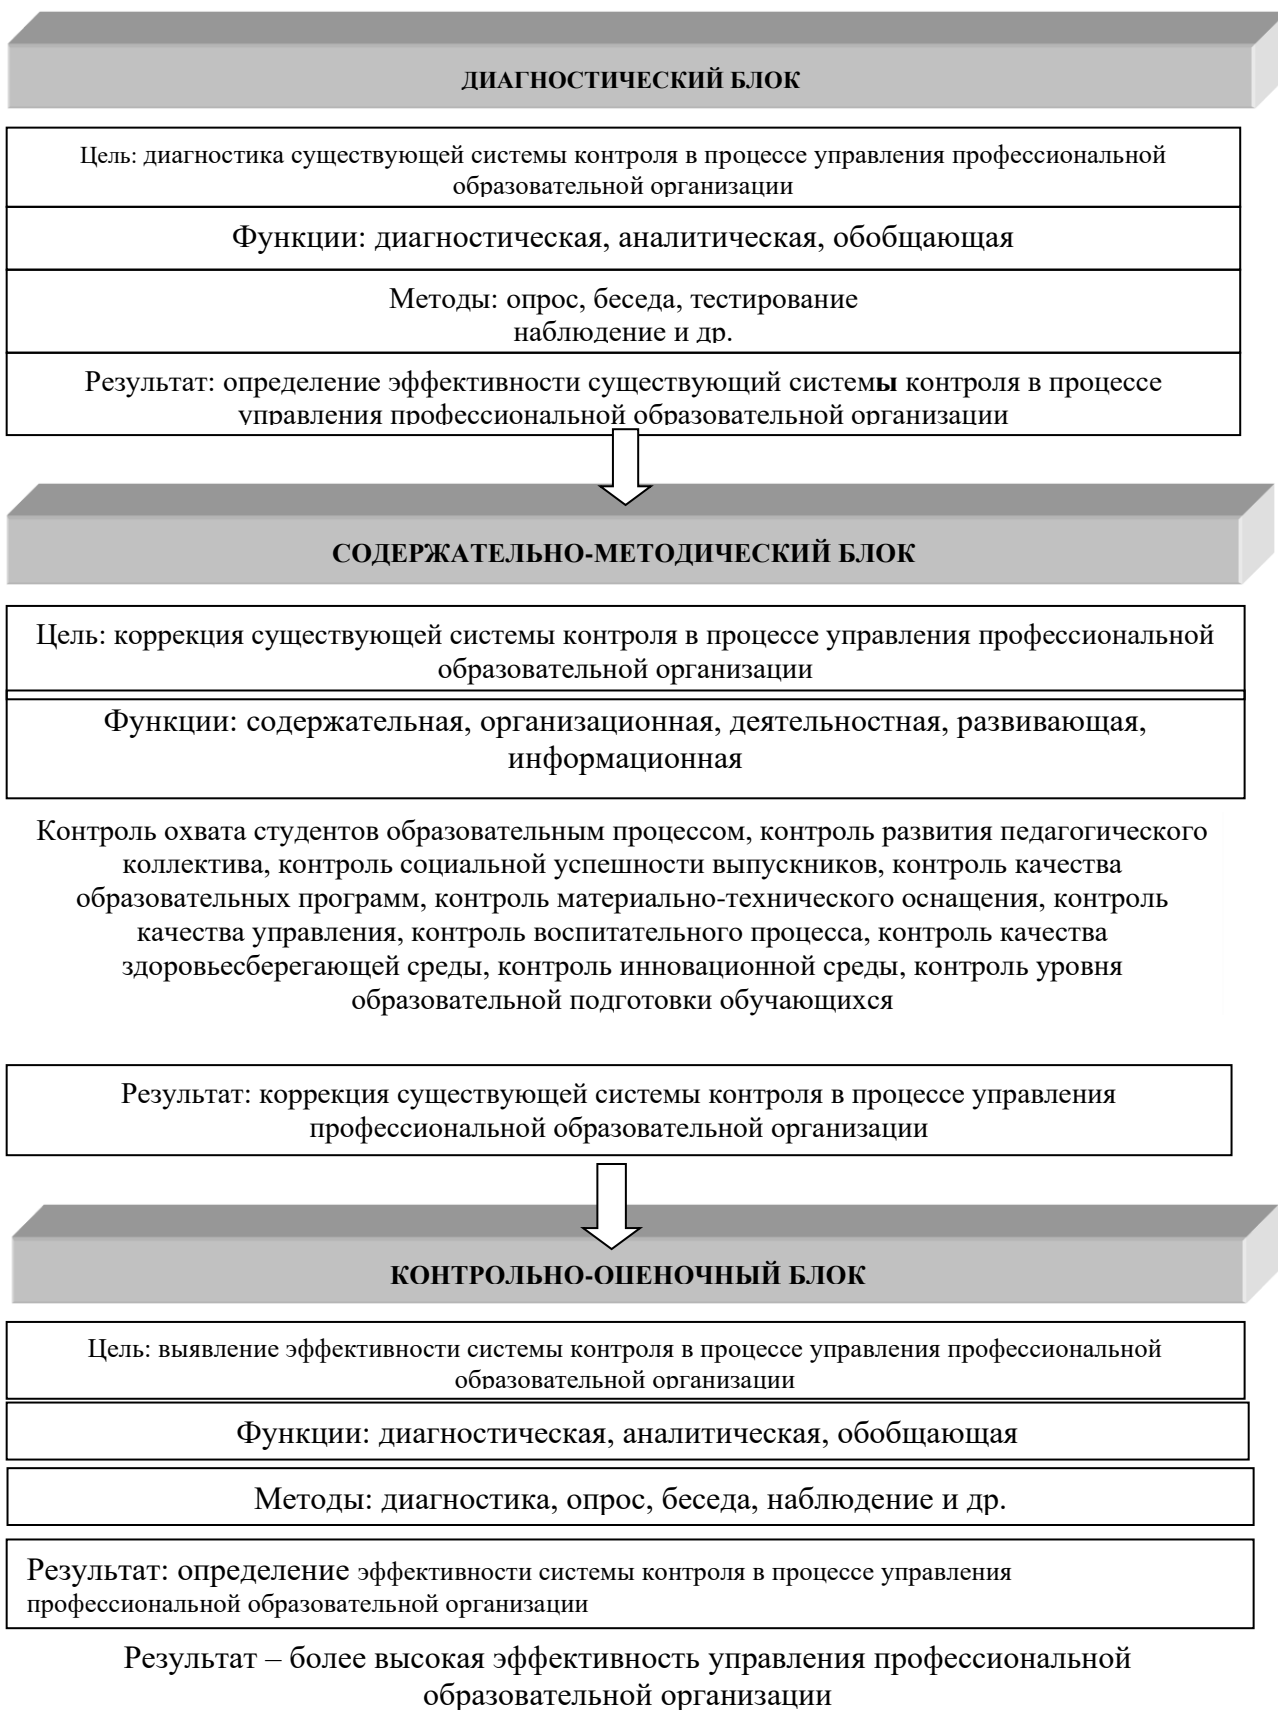 ДИАГНОСТИЧЕСКИЙ БЛОК
Цель: диагностика существующей системы контроля в процессе управления профессиональной
образовательной организации
Функции: диагностическая, аналитическая, обобщающая
Методы: опрос, беседа, тестирование
наблюдение и др.
Результат: определение эффективности существующий системы контроля в процессе
управления профессиональной образовательной организации
СОДЕРЖАТЕЛЬНО-МЕТОДИЧЕСКИЙ БЛОК
Цель: коррекция существующей системы контроля в процессе управления профессиональной
образовательной организации
Функции: содержательная, организационная, деятельностная, развивающая,
информационная
Контроль охвата студентов образовательным процессом, контроль развития педагогического
коллектива, контроль социальной успешности выпускников, контроль качества
образовательных программ, контроль материально-технического оснащения, контроль
качества управления, контроль воспитательного процесса, контроль качества
здоровьесберегающей среды, контроль инновационной среды, контроль уровня
образовательной подготовки обучающихся
Результат: коррекция существующей системы контроля в процессе управления
профессиональной образовательной организации
КОНТРОЛЬНО-ОЦЕНОЧНЫЙ БЛОК
Цель: выявление эффективности системы контроля в процессе управления профессиональной
образовательной организации
Функции: диагностическая, аналитическая, обобщающая
Методы: диагностика, опрос, беседа, наблюдение и др.
Результат: определение эффективности системы контроля в процессе управления
профессиональной образовательной организации
Результат – более высокая эффективность управления профессиональной
образовательной организации